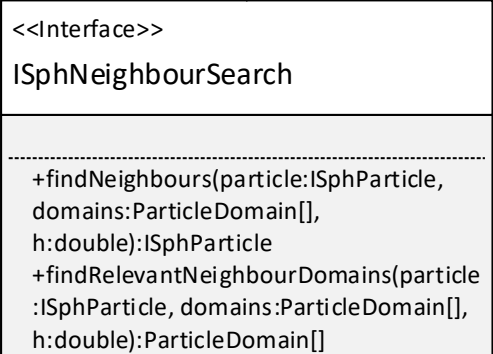 <<Interface>>
ISphNeighbourSearch
+findNeighbours(particle:ISphParticle,
domains:ParticleDomain[],
h:double):ISphParticle
+findRelevantNeighbourDomains(particle
:ISphParticle, domains:ParticleDomain[],
h:double):ParticleDomain[]